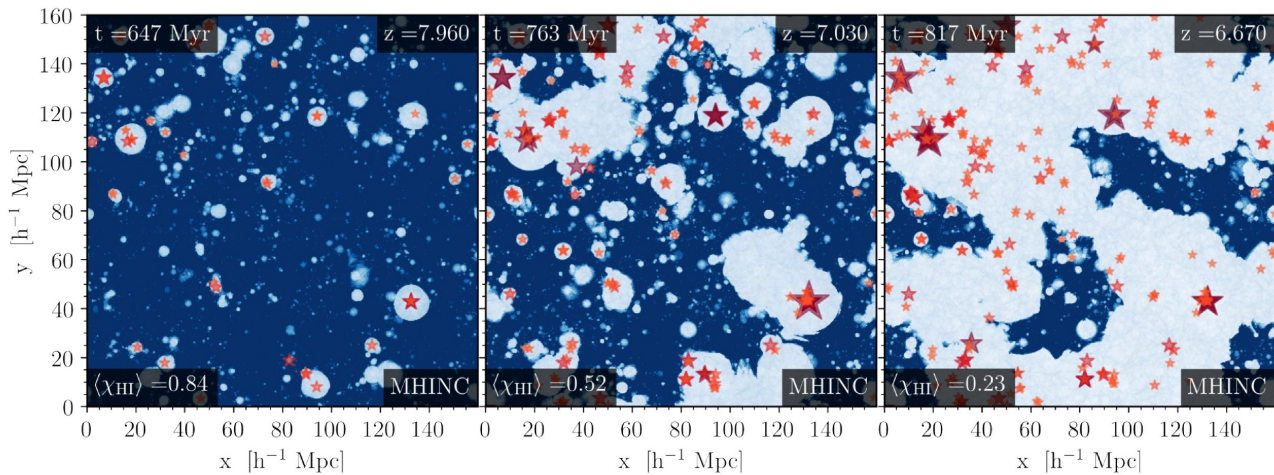 t =647 Myr
z =7.960
t =763 Myr
z =7.030
t =817 Myr
z =6.670
160
140
120
100
80
60
40
20
0
y [h⁻¹ Mpc]
⟨χHI⟩ =0.84
MHINC
⟨χHI⟩ =0.52
MHINC
⟨χHI⟩ =0.23
MHINC
0 20 40 60 80 100 120 140
0 20 40 60 80 100 120 140
0 20 40 60 80 100 120 140
x [h⁻¹ Mpc]
x [h⁻¹ Mpc]
x [h⁻¹ Mpc]